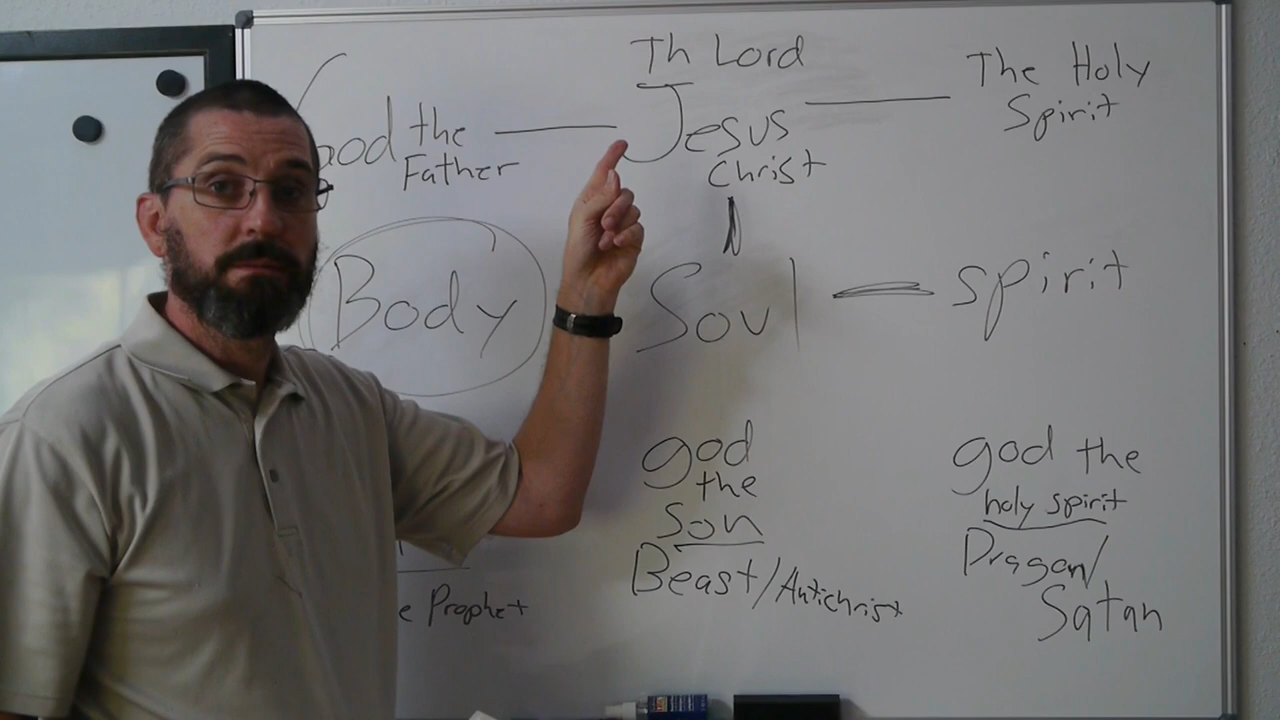 Th Lord
God the Father
Jesus
Christ
The Holy
Spirit
Body
Soul
spirit
god
the
son
Beast/Antichrist
god the
holy spirit
Dragon/
Satan
e Prophet